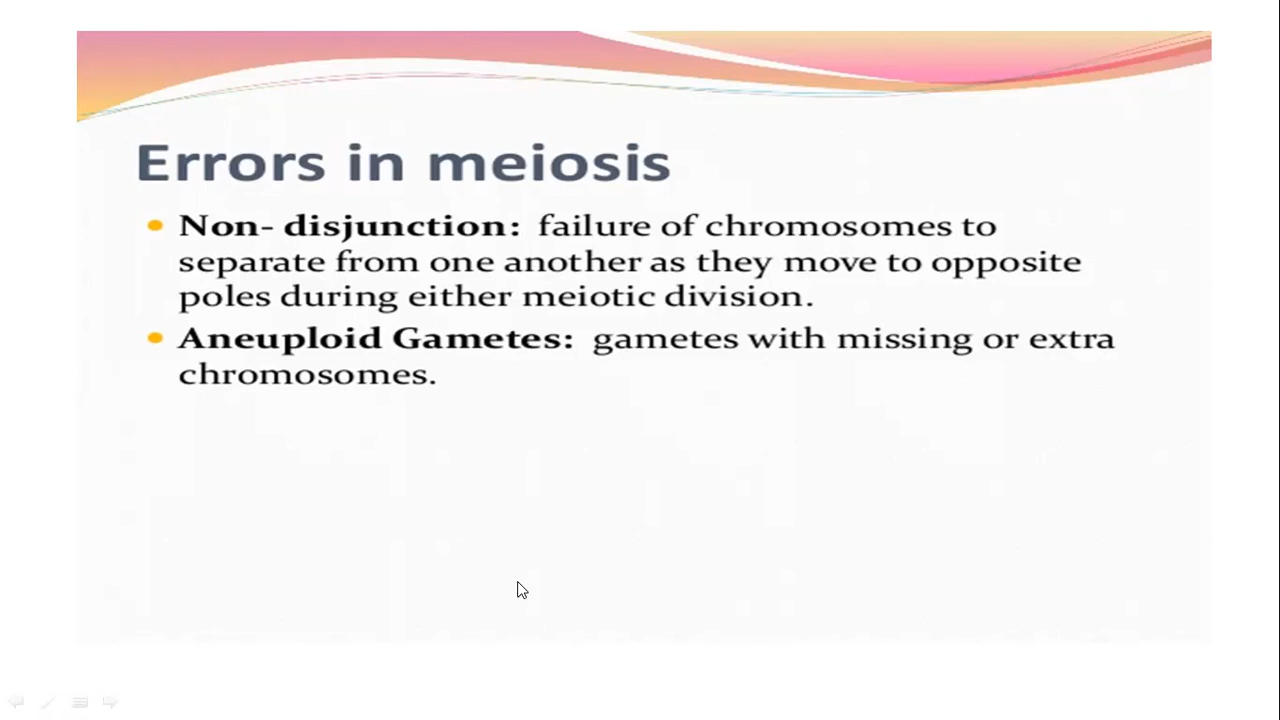 Errors in meiosis
• Non- disjunction: failure of chromosomes to
separate from one another as they move to opposite
poles during either meiotic division.
• Aneuploid Gametes: gametes with missing or extra
chromosomes.